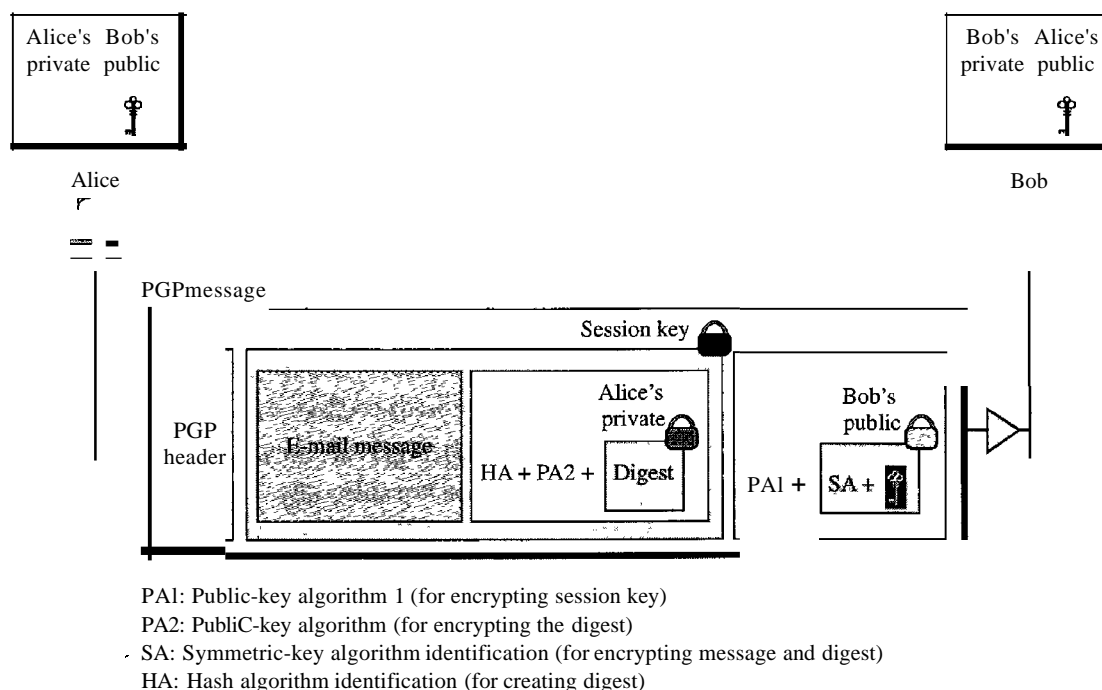 Alice's Bob's
private public
Bob's Alice's
private public
Alice
Bob
PGPmessage
Session key
Alice's
private
Bob's
public
PGP
header
E-mail message
HA + PA2 +
Digest
PA1 +
SA +
PA1: Public-key algorithm 1 (for encrypting session key)
PA2: PubliC-key algorithm (for encrypting the digest)
SA: Symmetric-key algorithm identification (for encrypting message and digest)
HA: Hash algorithm identification (for creating digest)